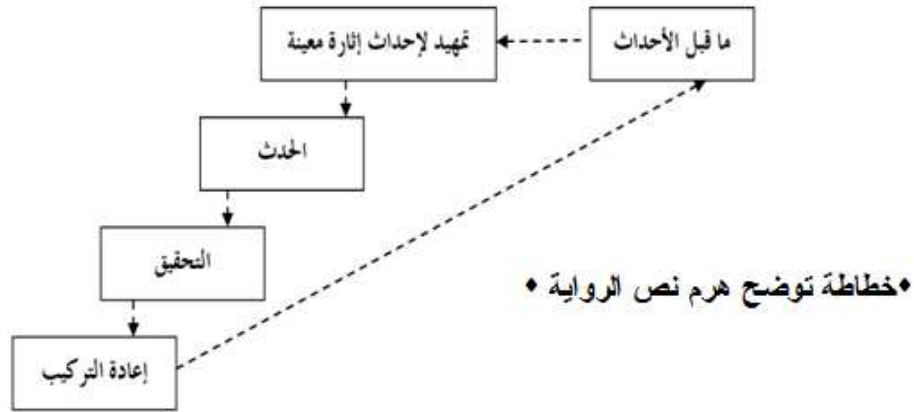 ما قبل الأحداث
تمهيد لإحداث إثارة معينة
الحدث
التحقيق
•خطاطة توضح هرم نص الرواية •
إعادة التركيب